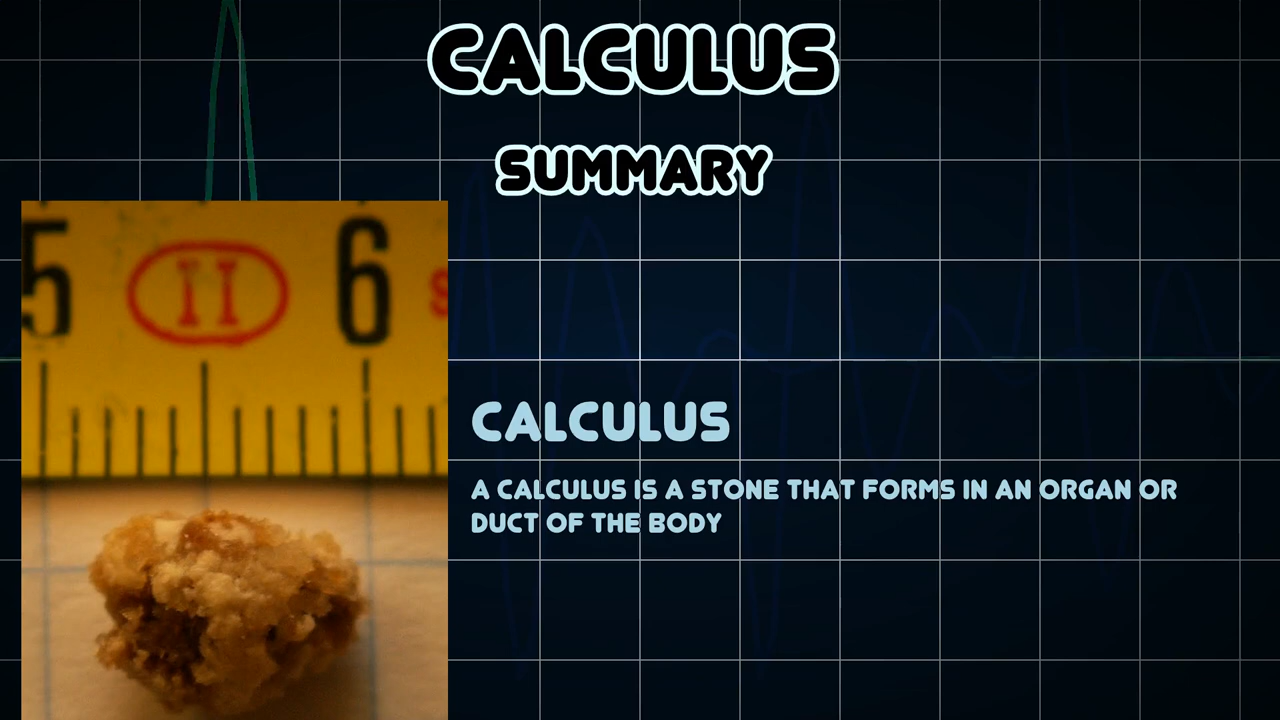 CALCULUS
SUMMARY
5 II 6 S
CALCULUS
A CALCULUS IS A STONE THAT FORMS IN AN ORGAN OR
DUCT OF THE BODY